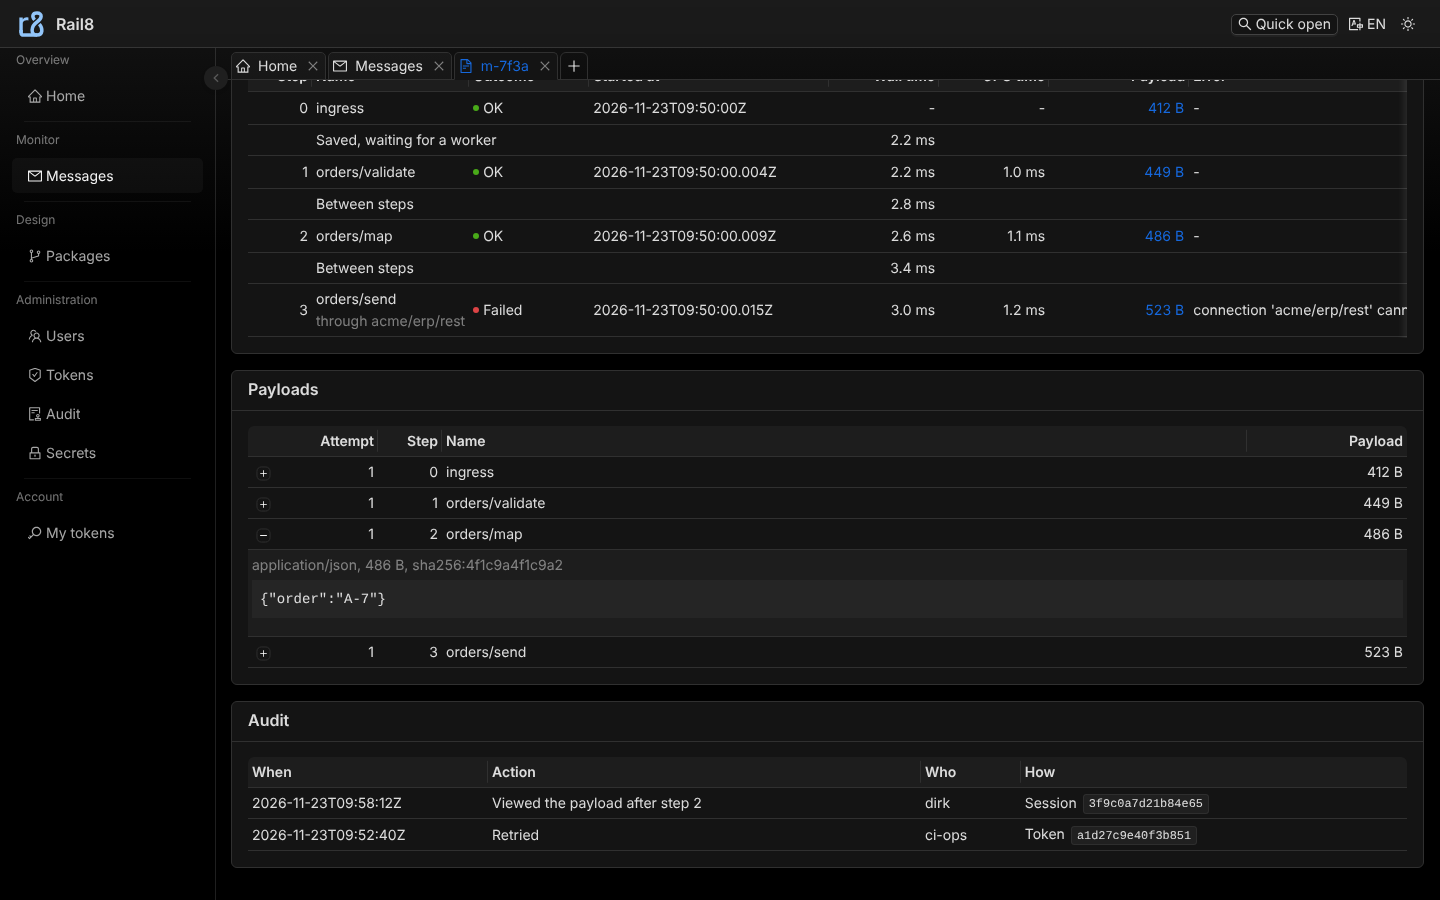 Rail8
Quick open
EN
Overview
Home
Monitor
Messages
Design
Packages
Administration
Users
Tokens
Audit
Secrets
Account
My tokens
Home
Messages
m-7f3a
0 ingress OK 2026-11-23T09:50:00Z - - 412 B -
Saved, waiting for a worker 2.2 ms
1 orders/validate OK 2026-11-23T09:50:00.004Z 2.2 ms 1.0 ms 449 B -
Between steps 2.8 ms
2 orders/map OK 2026-11-23T09:50:00.009Z 2.6 ms 1.1 ms 486 B -
Between steps 3.4 ms
3 orders/send Failed 2026-11-23T09:50:00.015Z 3.0 ms 1.2 ms 523 B connection 'acme/erp/rest' canr
through acme/erp/rest
Payloads
Attempt Step Name Payload
1 0 ingress 412 B
1 1 orders/validate 449 B
1 2 orders/map 486 B
application/json, 486 B, sha256:4f1c9a4f1c9a2
{"order":"A-7"}
1 3 orders/send 523 B
Audit
When Action Who How
2026-11-23T09:58:12Z Viewed the payload after step 2 dirk Session 3f9c0a7d21b84e65
2026-11-23T09:52:40Z Retried ci-ops Token a1d27c9e40f3b851